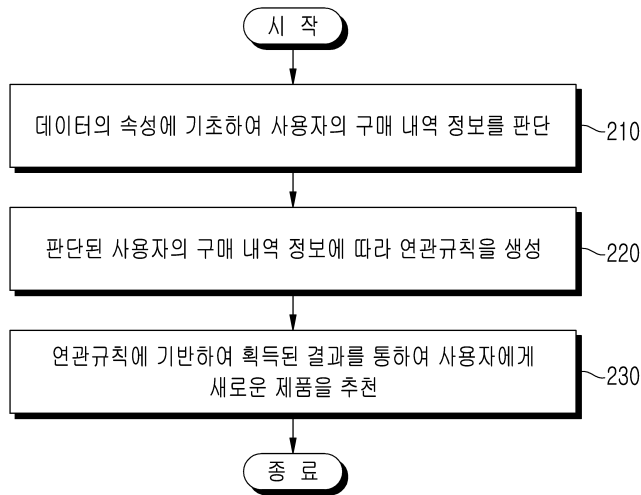 시 작
데이터의 속성에 기초하여 사용자의 구매 내역 정보를 판단
210
판단된 사용자의 구매 내역 정보에 따라 연관규칙을 생성
220
연관규칙에 기반하여 획득된 결과를 통하여 사용자에게
새로운 제품을 추천
230
종 료